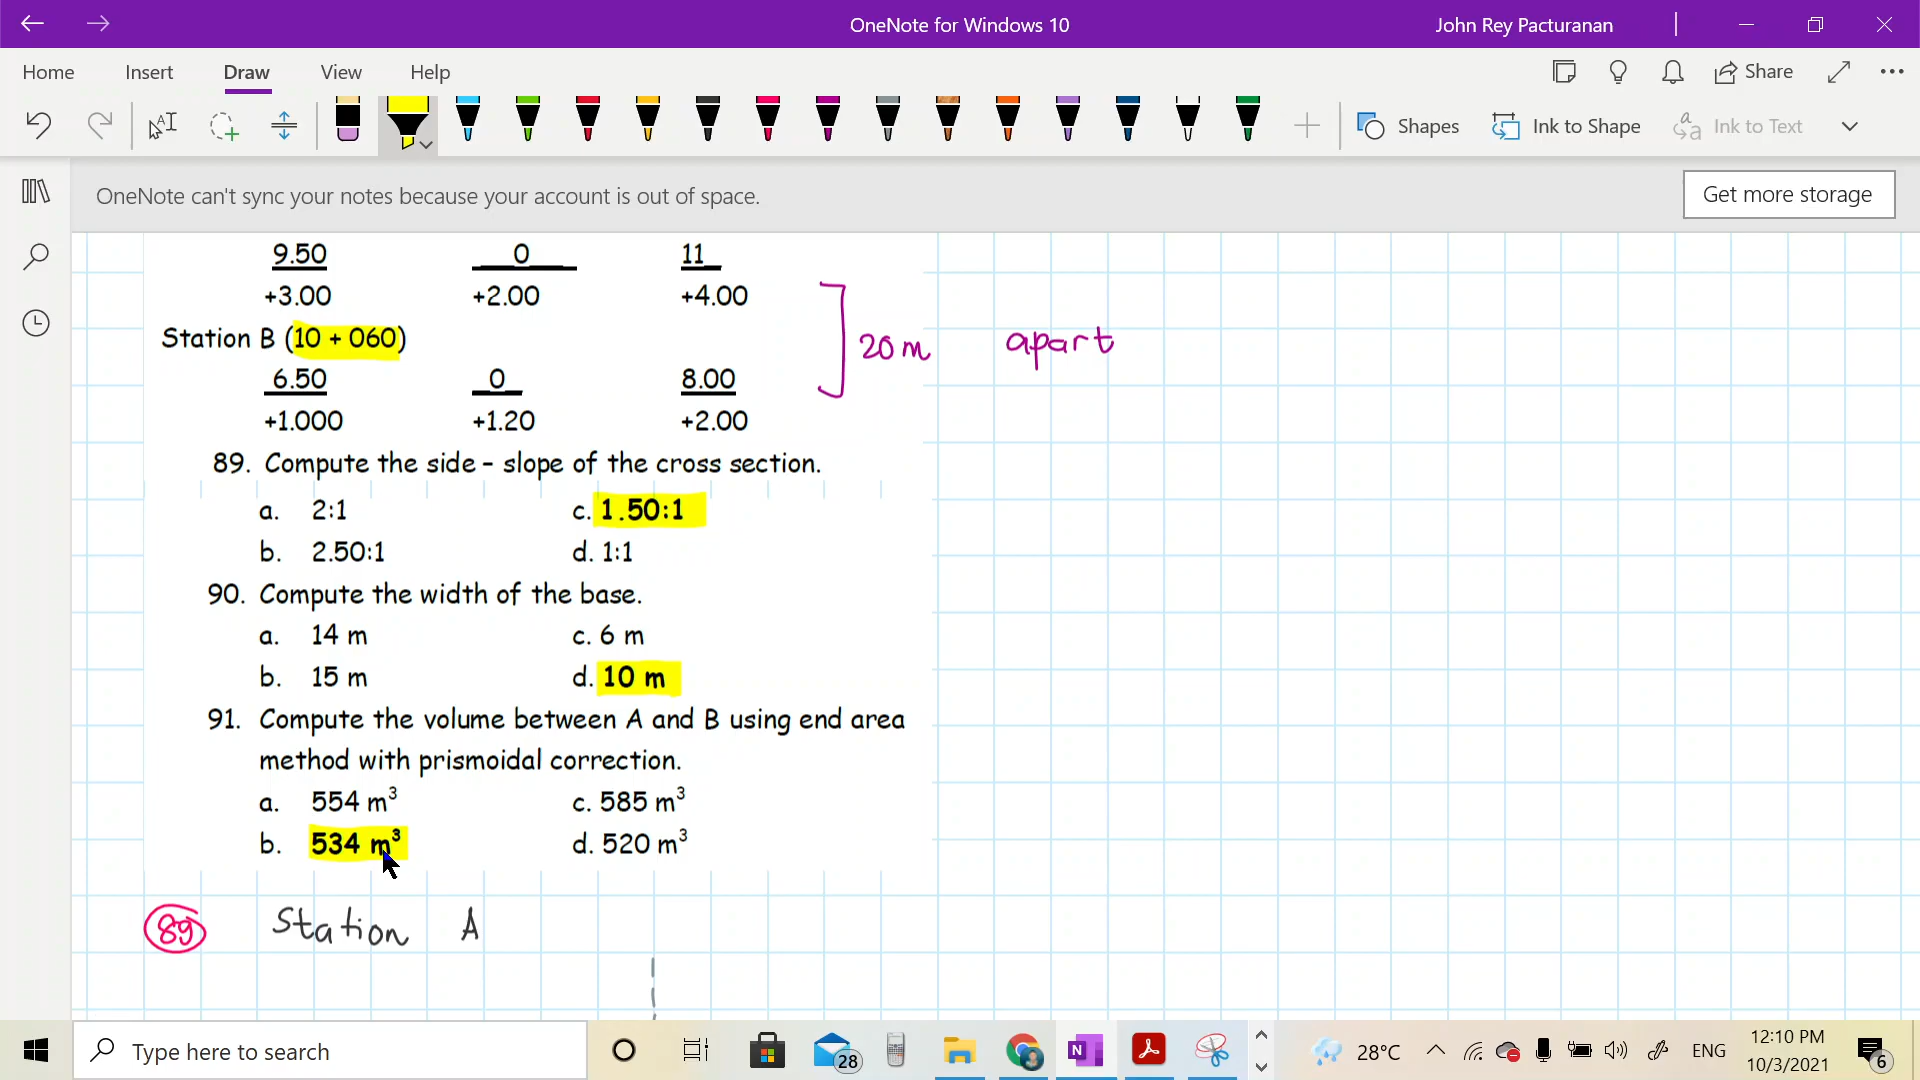 OneNote for Windows 10
John Rey Pacturanan
Home Insert Draw View Help
Share
Shapes
Ink to Shape
Ink to Text
OneNote can't sync your notes because your account is out of space.
Get more storage
9.50 0 11
+3.00 +2.00 +4.00
Station B (10 + 060)
20 m apart
6.50 0 8.00
+1.000 +1.20 +2.00
89. Compute the side - slope of the cross section.
a. 2:1 c. 1.50:1
b. 2.50:1 d. 1:1
90. Compute the width of the base.
a. 14 m c. 6 m
b. 15 m d. 10 m
91. Compute the volume between A and B using end area
method with prismoidal correction.
a. 554 m³ c. 585 m³
b. 534 m³ d. 520 m³
89 Station A
Type here to search
28
28°C
ENG
12:10 PM
10/3/2021
6